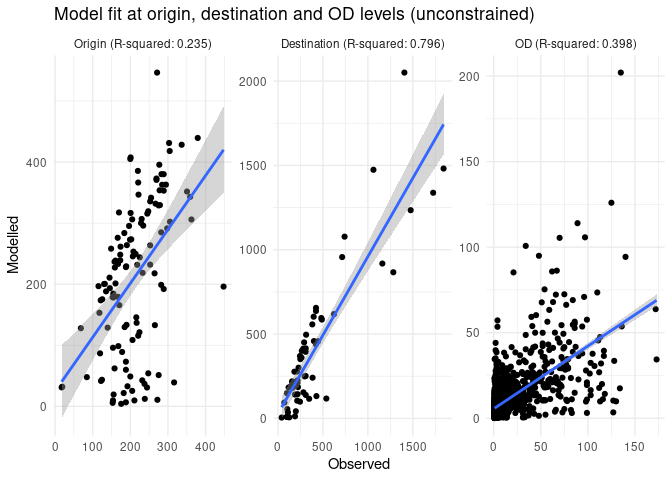 Model fit at origin, destination and OD levels (unconstrained)
Origin (R-squared: 0.235)
Destination (R-squared: 0.796)
OD (R-squared: 0.398)
Modelled
400
200
0
0 100 200 300 400
2000
1500
1000
500
0
0 500 1000 1500
200
150
100
50
0
0 50 100 150
Observed